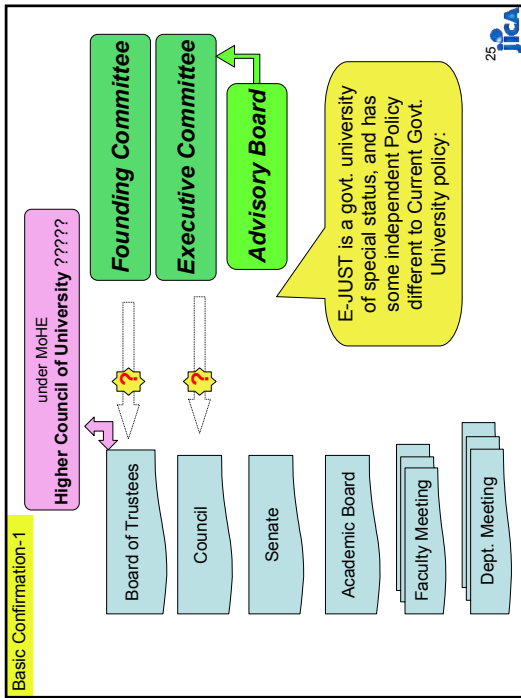 Basic Confirmation-1
under MoHE
Higher Council of University ?????
Board of Trustees
Council
Senate
Academic Board
Faculty Meeting
Dept. Meeting
?
?
Founding Committee
Executive Committee
Advisory Board
E-JUST is a govt. university
of special status, and has
some independent Policy
different to Current Govt.
University policy:
25
jica